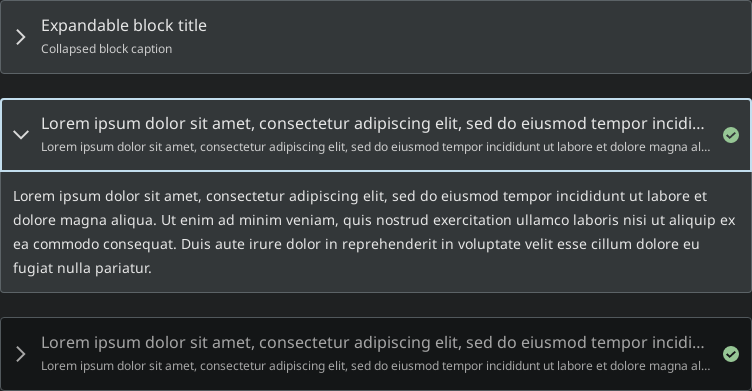 Expandable block title
Collapsed block caption
Lorem ipsum dolor sit amet, consectetur adipiscing elit, sed do eiusmod tempor incidi...
Lorem ipsum dolor sit amet, consectetur adipiscing elit, sed do eiusmod tempor incididunt ut labore et dolore magna al...
Lorem ipsum dolor sit amet, consectetur adipiscing elit, sed do eiusmod tempor incididunt ut labore et
dolore magna aliqua. Ut enim ad minim veniam, quis nostrud exercitation ullamco laboris nisi ut aliquip ex
ea commodo consequat. Duis aute irure dolor in reprehenderit in voluptate velit esse cillum dolore eu
fugiat nulla pariatur.
Lorem ipsum dolor sit amet, consectetur adipiscing elit, sed do eiusmod tempor incidi...
Lorem ipsum dolor sit amet, consectetur adipiscing elit, sed do eiusmod tempor incididunt ut labore et dolore magna al...